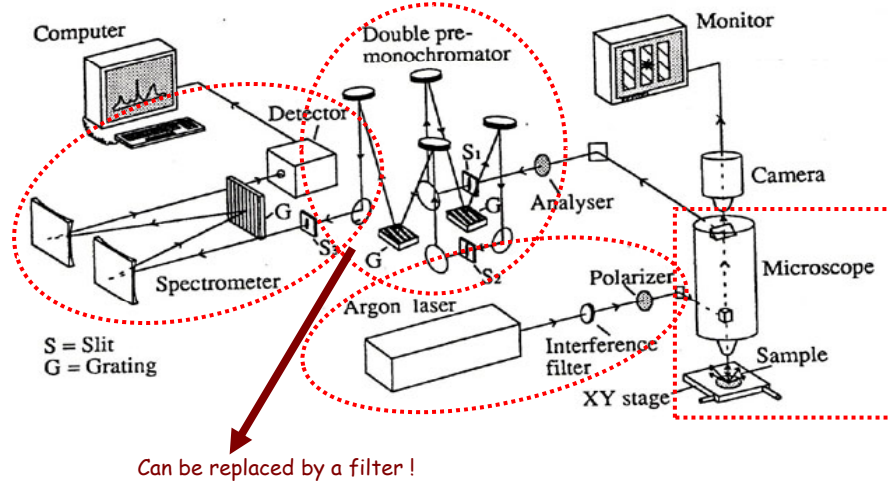 Computer
Double pre-
monochromator
Monitor
Detector
S1
Analyser
Camera
G
S3
G
G
S2
Spectrometer
Microscope
Polarizer
Argon laser
Interference
filter
Sample
XY stage
S = Slit
G = Grating
Can be replaced by a filter !